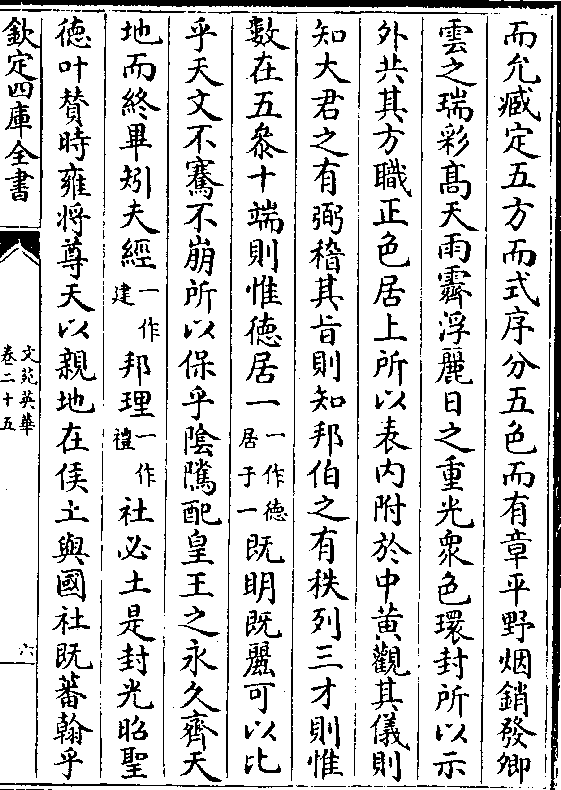 而允臧定五方而式序分五色而有章平野烟銷發卿
雲之瑞彩髙天雨霽浮麗日之重光衆色環封所以示
外共其方職正色居上所以表内附於中黄觀其儀則
知大君之有弼稽其㫖則知邦伯之有秩列三才則惟
數在五叅十端則惟徳居一一作徳居于一既明既麗可以比
乎天文不騫不崩所以保乎隂隲配皇王之永久齊天
地而終畢矧夫經一作建邦理一作禮社必土是封光昭聖
徳叶賛時雍将尊天以親地在侯土與國社既蕃翰乎
欽定四庫全書
文苑英華
卷二十五
六